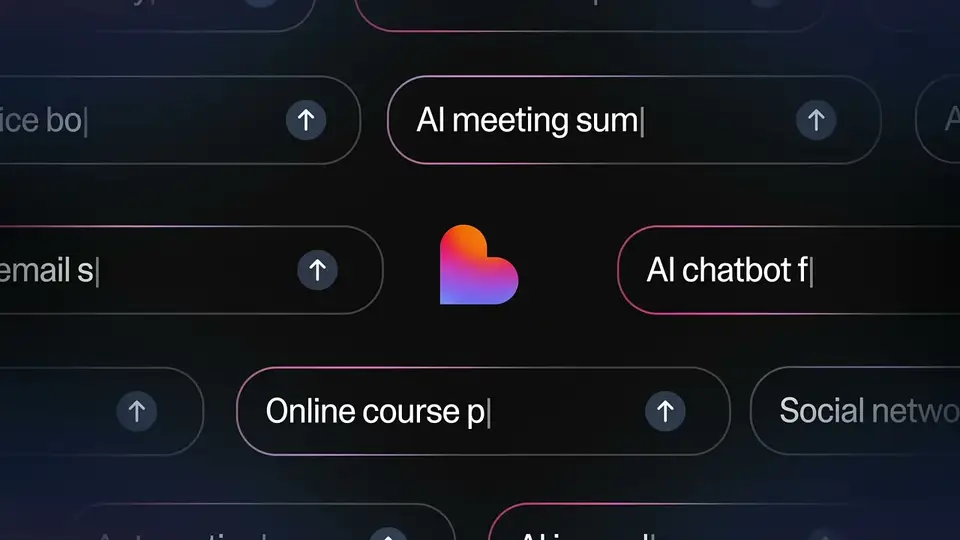 ice bo
AI meeting sum
email s
AI chatbot f
Online course p
Social netwo